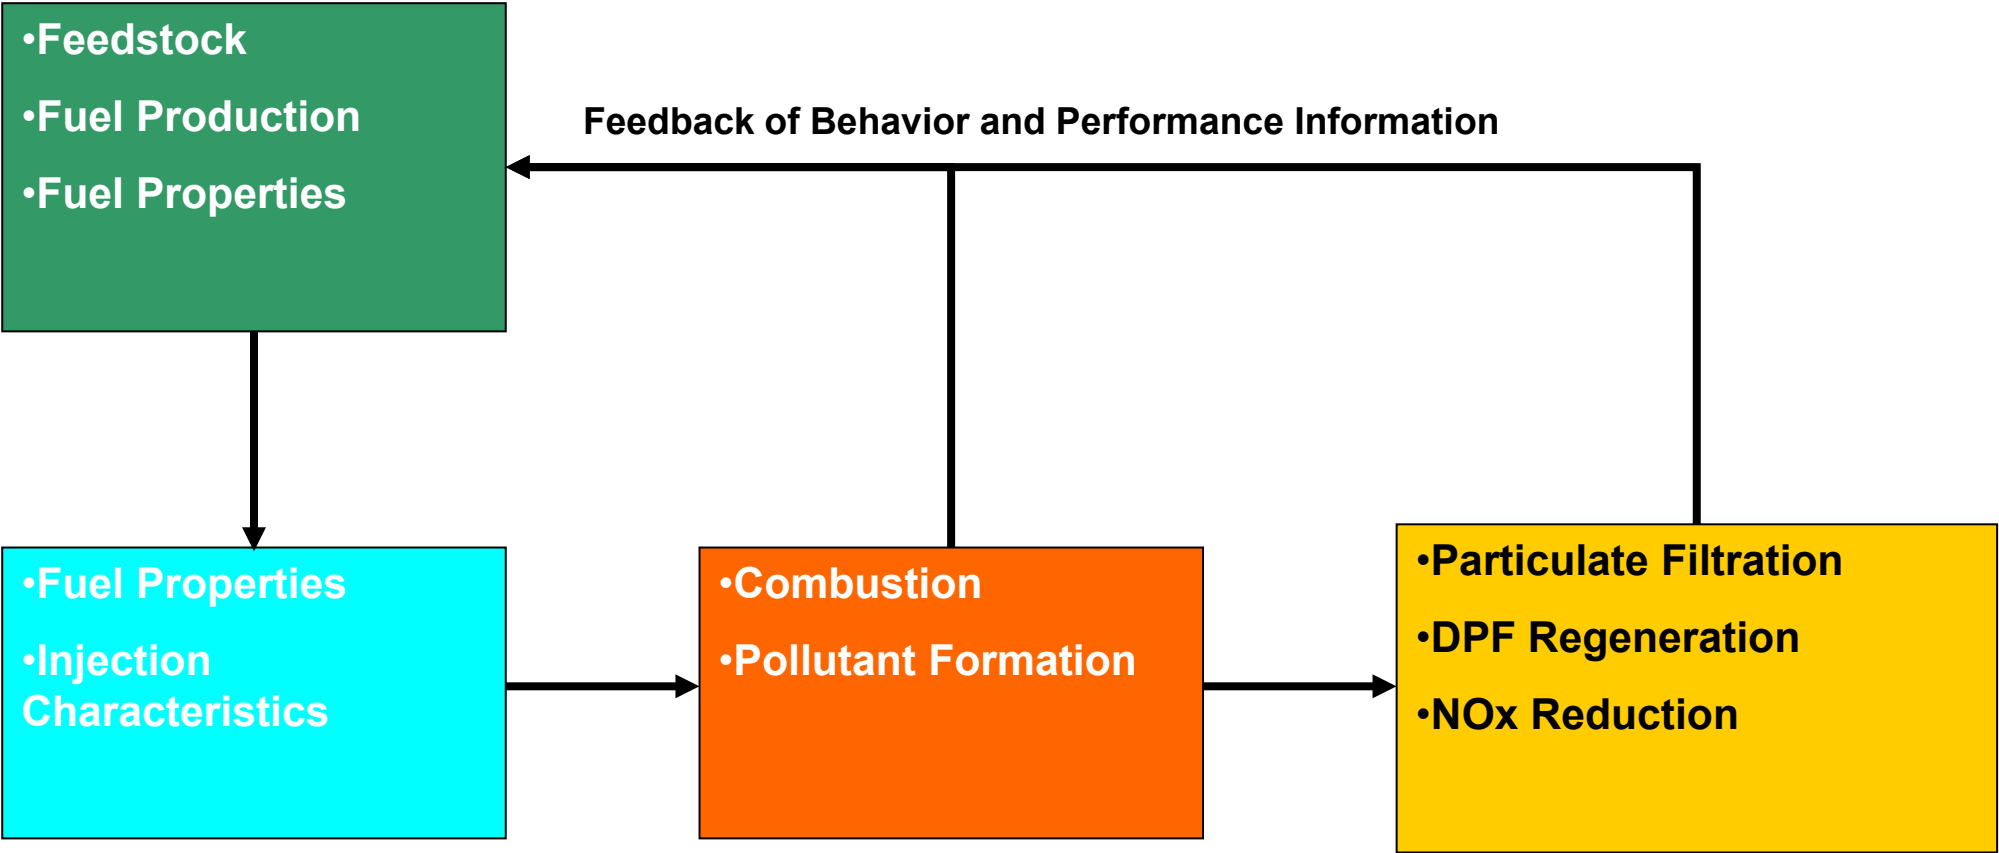 •Feedstock
•Fuel Production
•Fuel Properties
Feedback of Behavior and Performance Information
•Fuel Properties
•Injection
Characteristics
•Combustion
•Pollutant Formation
•Particulate Filtration
•DPF Regeneration
•NOx Reduction